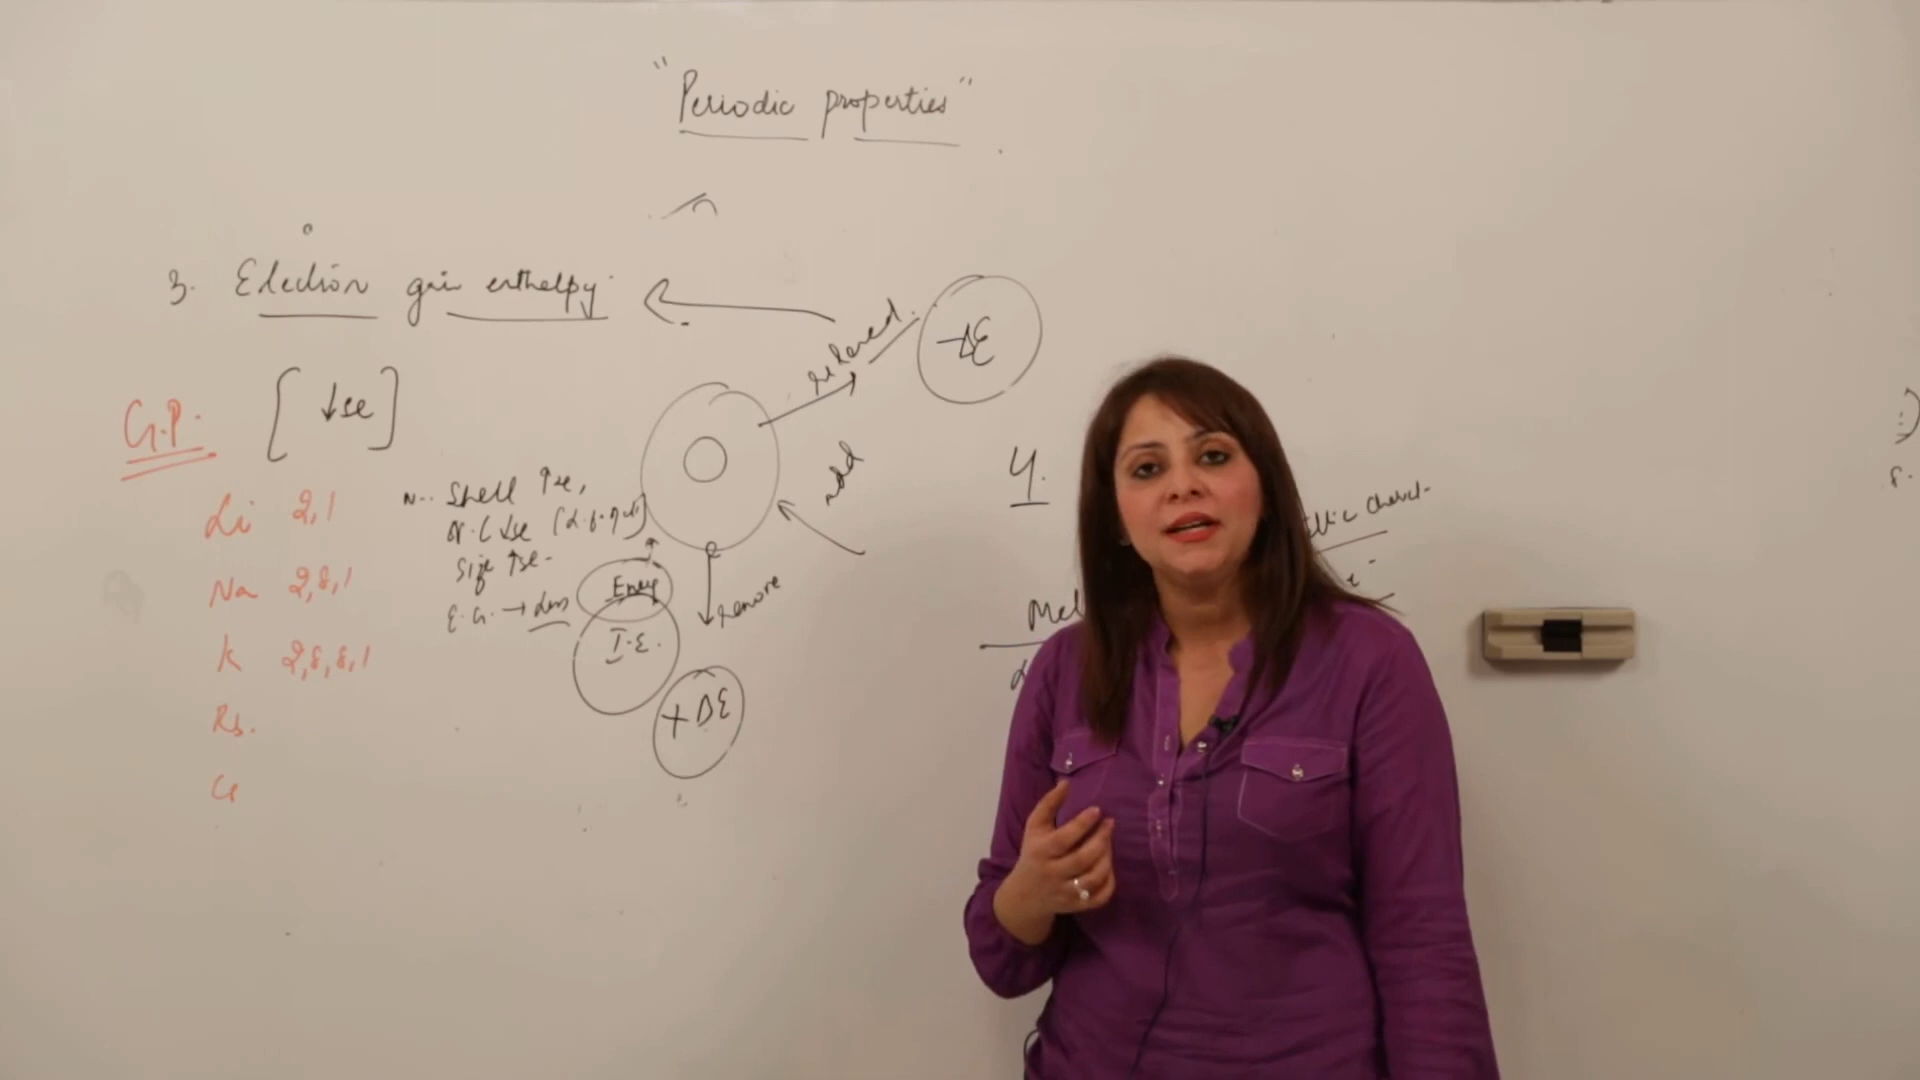 "Periodic properties"
3. Electron gain enthalpy
G.P. [↓se]
Li 2,1
Na 2,8,1
K 2,8,8,1
Rb.
Cs
Shell ↑se,
N.C ↓se
Size ↑se-
E.G. → Less
Energy
I.E.
+ΔE
remove
add
released.
-ΔE
4.